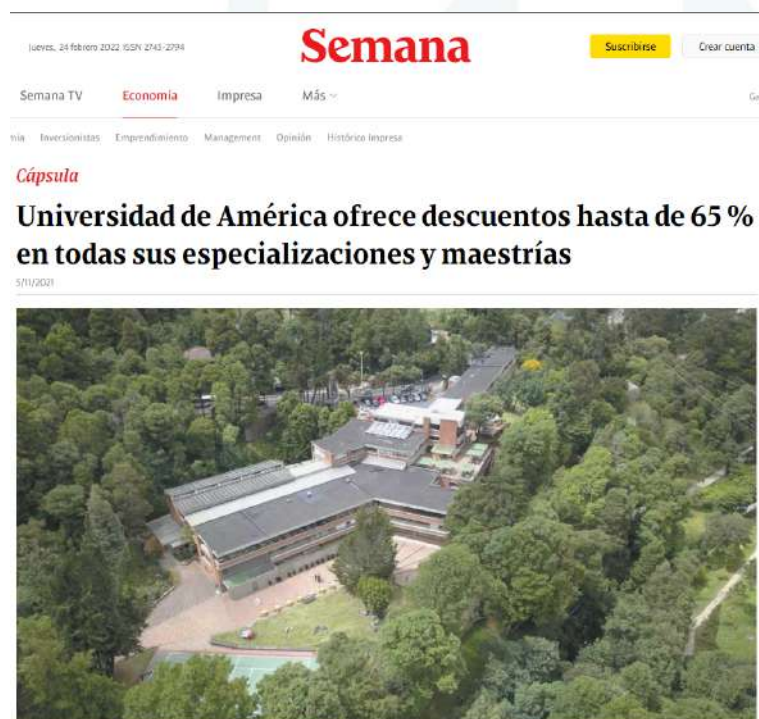 jueves, 24 febrero 2022 ISSN 2745-2794
Semana
Suscribirse
Crear cuenta
Semana TV Economía Impresa Más
Inversionistas Emprendimiento Management Opinión Histórico Impresa
Cápsula
Universidad de América ofrece descuentos hasta de 65 %
en todas sus especializaciones y maestrías
5/11/2021